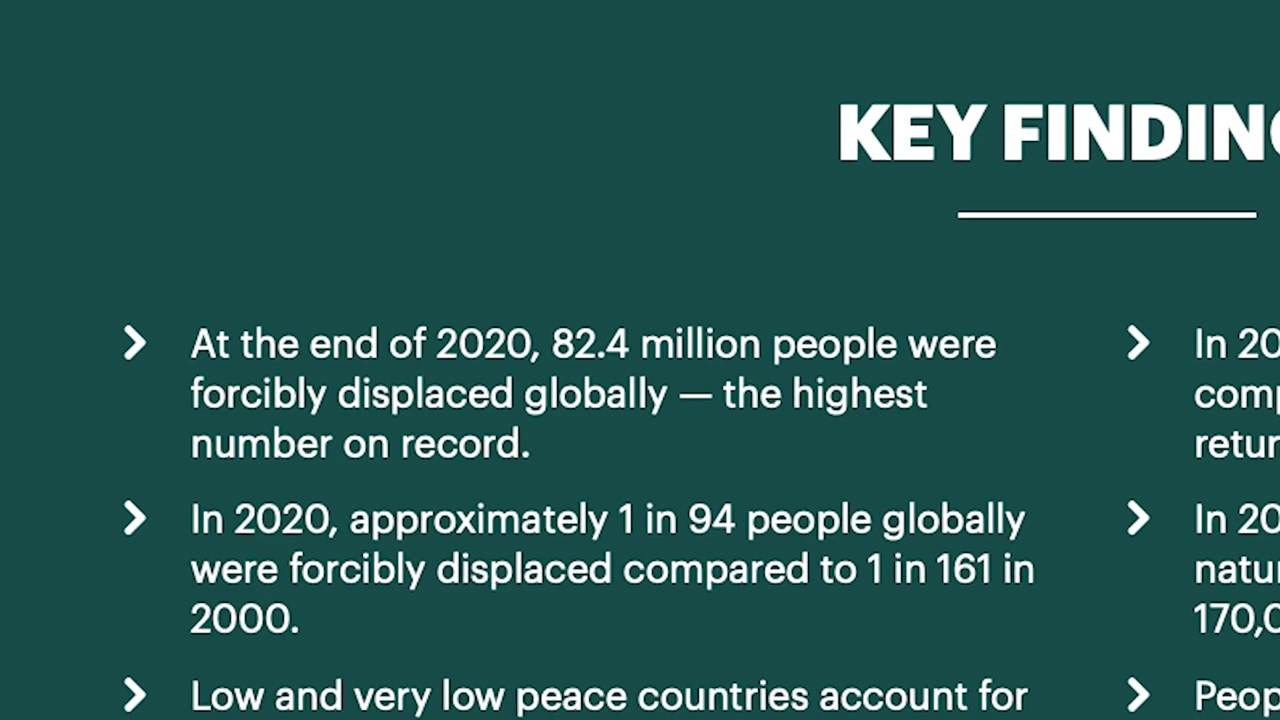 KEY FINDING
At the end of 2020, 82.4 million people were
forcibly displaced globally — the highest
number on record.
In 2020, approximately 1 in 94 people globally
were forcibly displaced compared to 1 in 161 in
2000.
Low and very low peace countries account for
In 20
comp
retur
In 20
natur
170,0
Peop